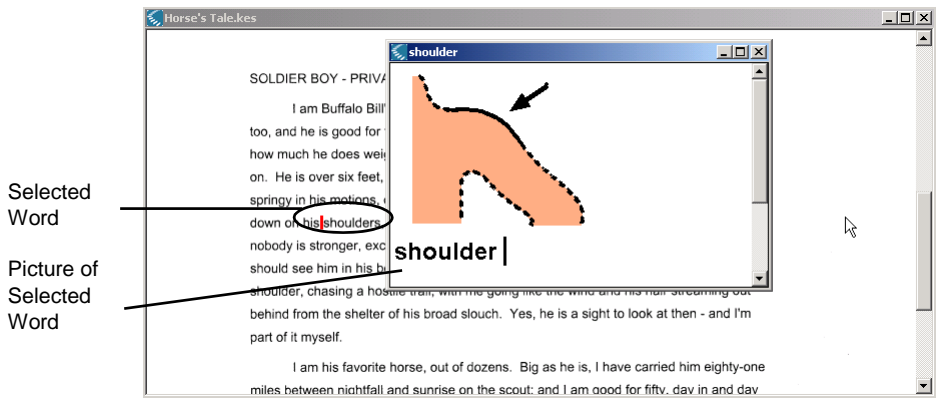 Horse's Tale.kes
shoulder
SOLDIER BOY - PRIVA
I am Buffalo Bill'
too, and he is good for
how much he does wei
on. He is over six feet,
springy in his motions,
down on his shoulders,
nobody is stronger, exc
should see him in his b
shoulder, chasing a hostile trail, with me going like the wind and his hair streaming out
behind from the shelter of his broad slouch. Yes, he is a sight to look at then - and I'm
part of it myself.
I am his favorite horse, out of dozens. Big as he is, I have carried him eighty-one
miles between nightfall and sunrise on the scout; and I am good for fifty, day in and day
shoulder
Selected
Word
Picture of
Selected
Word